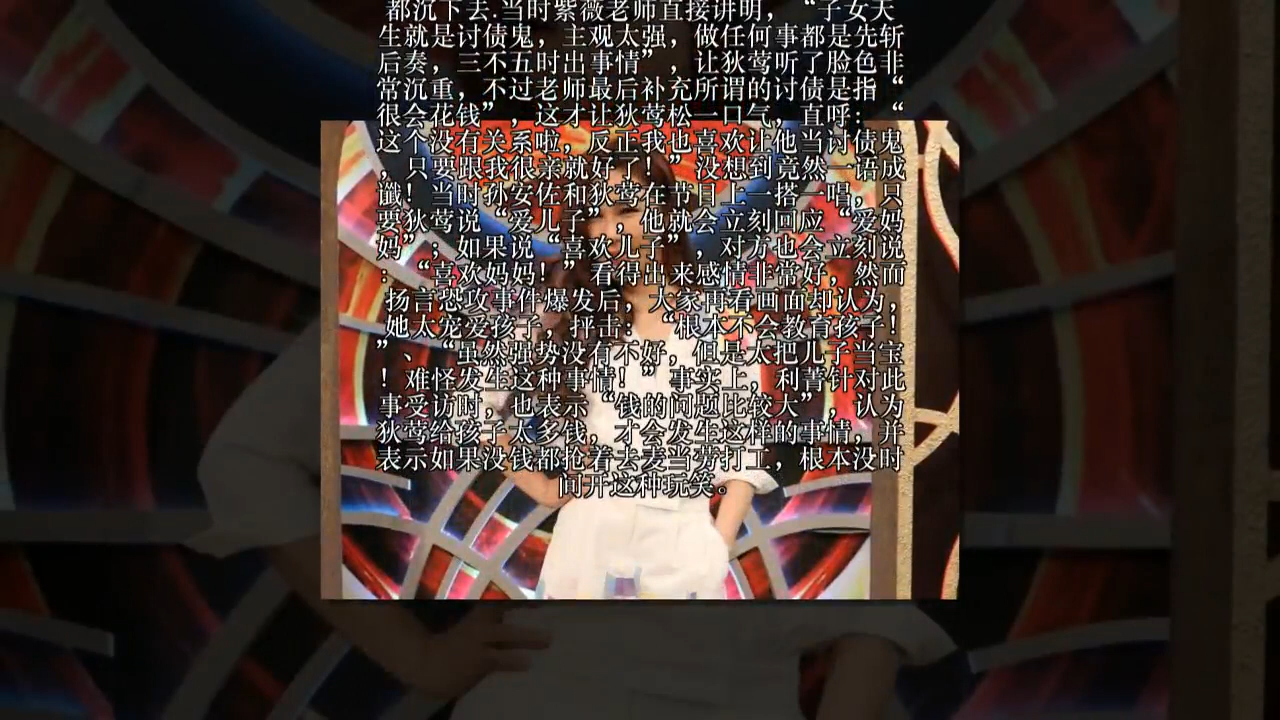 都沉下去.当时紫薇老师直接讲明，“子女天
生就是讨债鬼，主观太强，做任何事都是先斩
后奏，三不五时出事情”，让狄莺听了脸色非
常沉重，不过老师最后补充所谓的讨债是指“
很会花钱”，这才让狄莺松一口气，直呼：“
这个没有关系啦，反正我也喜欢让他当讨债鬼
，只要跟我很亲就好了！”没想到竟然一语成
谶！当时孙安佐和狄莺在节目上一搭一唱，只
要狄莺说“爱儿子”，他就会立刻回应“爱妈
妈”；如果说“喜欢儿子”，对方也会立刻说
：“喜欢妈妈！”看得出来感情非常好，然而
扬言恐攻事件爆发后，大家再看画面却认为，
她太宠爱孩子，抨击：“根本不会教育孩子！
”、“虽然强势没有不好，但是太把儿子当宝
！难怪发生这种事情！”事实上，利菁针对此
事受访时，也表示“钱的问题比较大”，认为
狄莺给孩子太多钱，才会发生这样的事情，并
表示如果没钱都抢着去麦当劳打工，根本没时
间开这种玩笑。